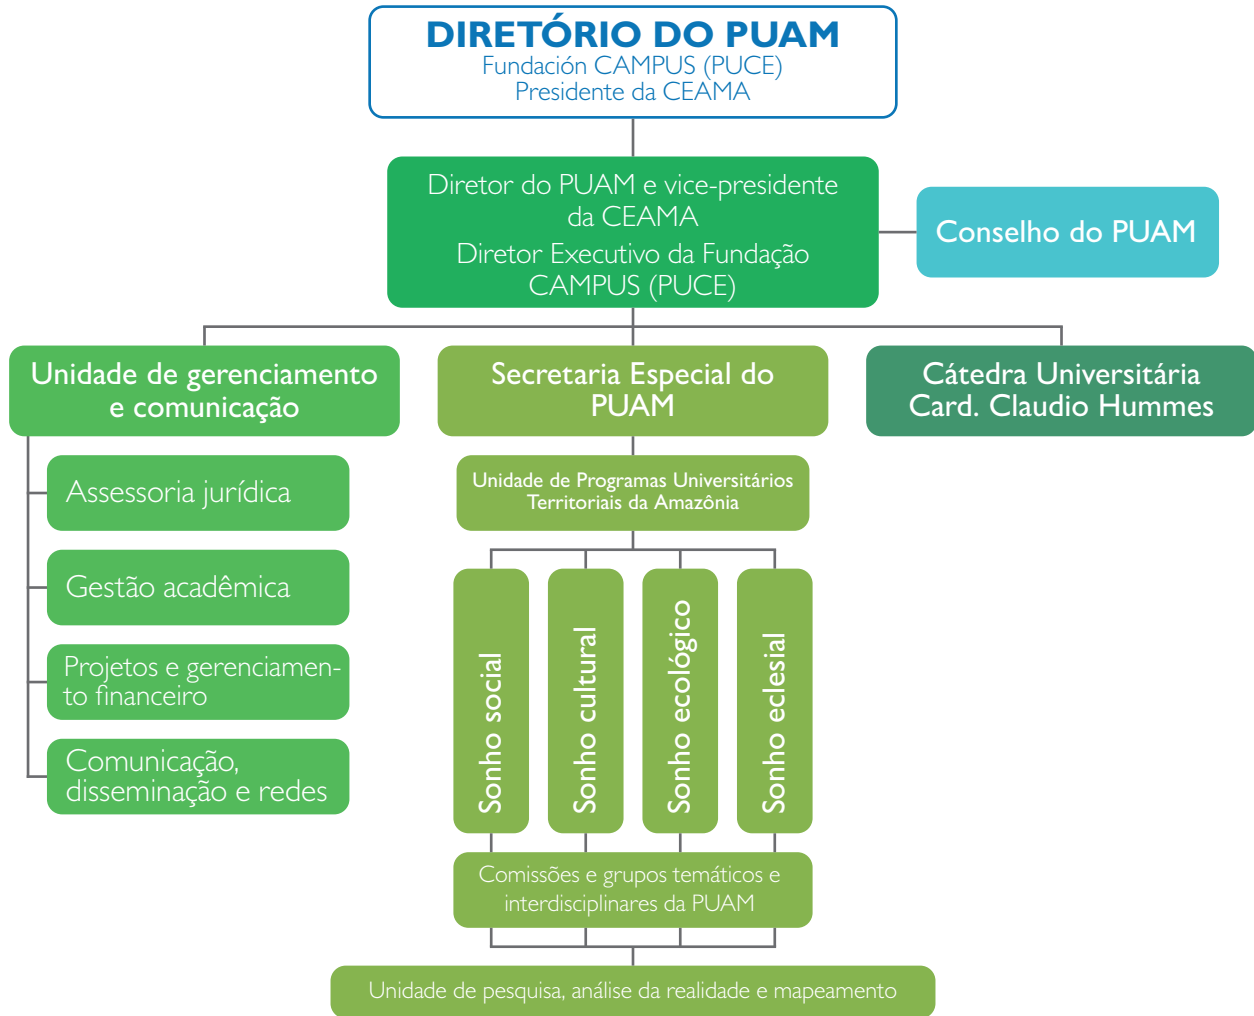 DIRETÓRIO DO PUAM
Fundación CAMPUS (PUCE)
Presidente da CEAMA
Diretor do PUAM e vice-presidente
da CEAMA
Diretor Executivo da Fundação
CAMPUS (PUCE)
Conselho do PUAM
Unidade de gerenciamento
e comunicação
Assessoria jurídica
Gestão acadêmica
Projetos e gerenciamen-
to financeiro
Comunicação,
disseminação e redes
Secretaria Especial do
PUAM
Unidade de Programas Universitários
Territoriais da Amazônia
Sonho social
Sonho cultural
Sonho ecológico
Sonho eclesial
Comissões e grupos temáticos e
interdisciplinares da PUAM
Unidade de pesquisa, análise da realidade e mapeamento
Cátedra Universitária
Card. Claudio Hummes